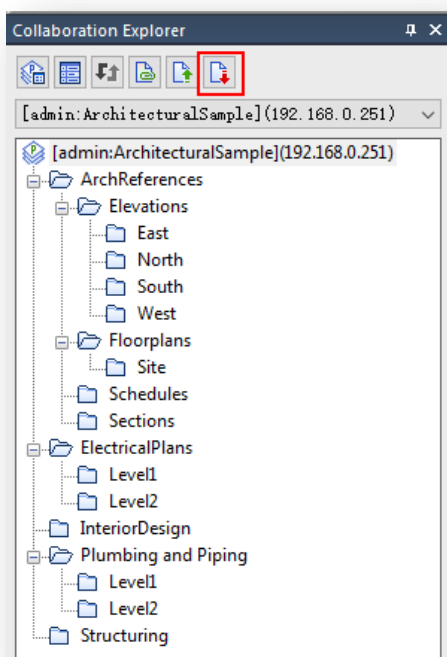 Collaboration Explorer
[admin:ArchitecturalSample](192.168.0.251)
[admin:ArchitecturalSample](192.168.0.251)
ArchReferences
Elevations
East
North
South
West
Floorplans
Site
Schedules
Sections
ElectricalPlans
Level1
Level2
InteriorDesign
Plumbing and Piping
Level1
Level2
Structuring